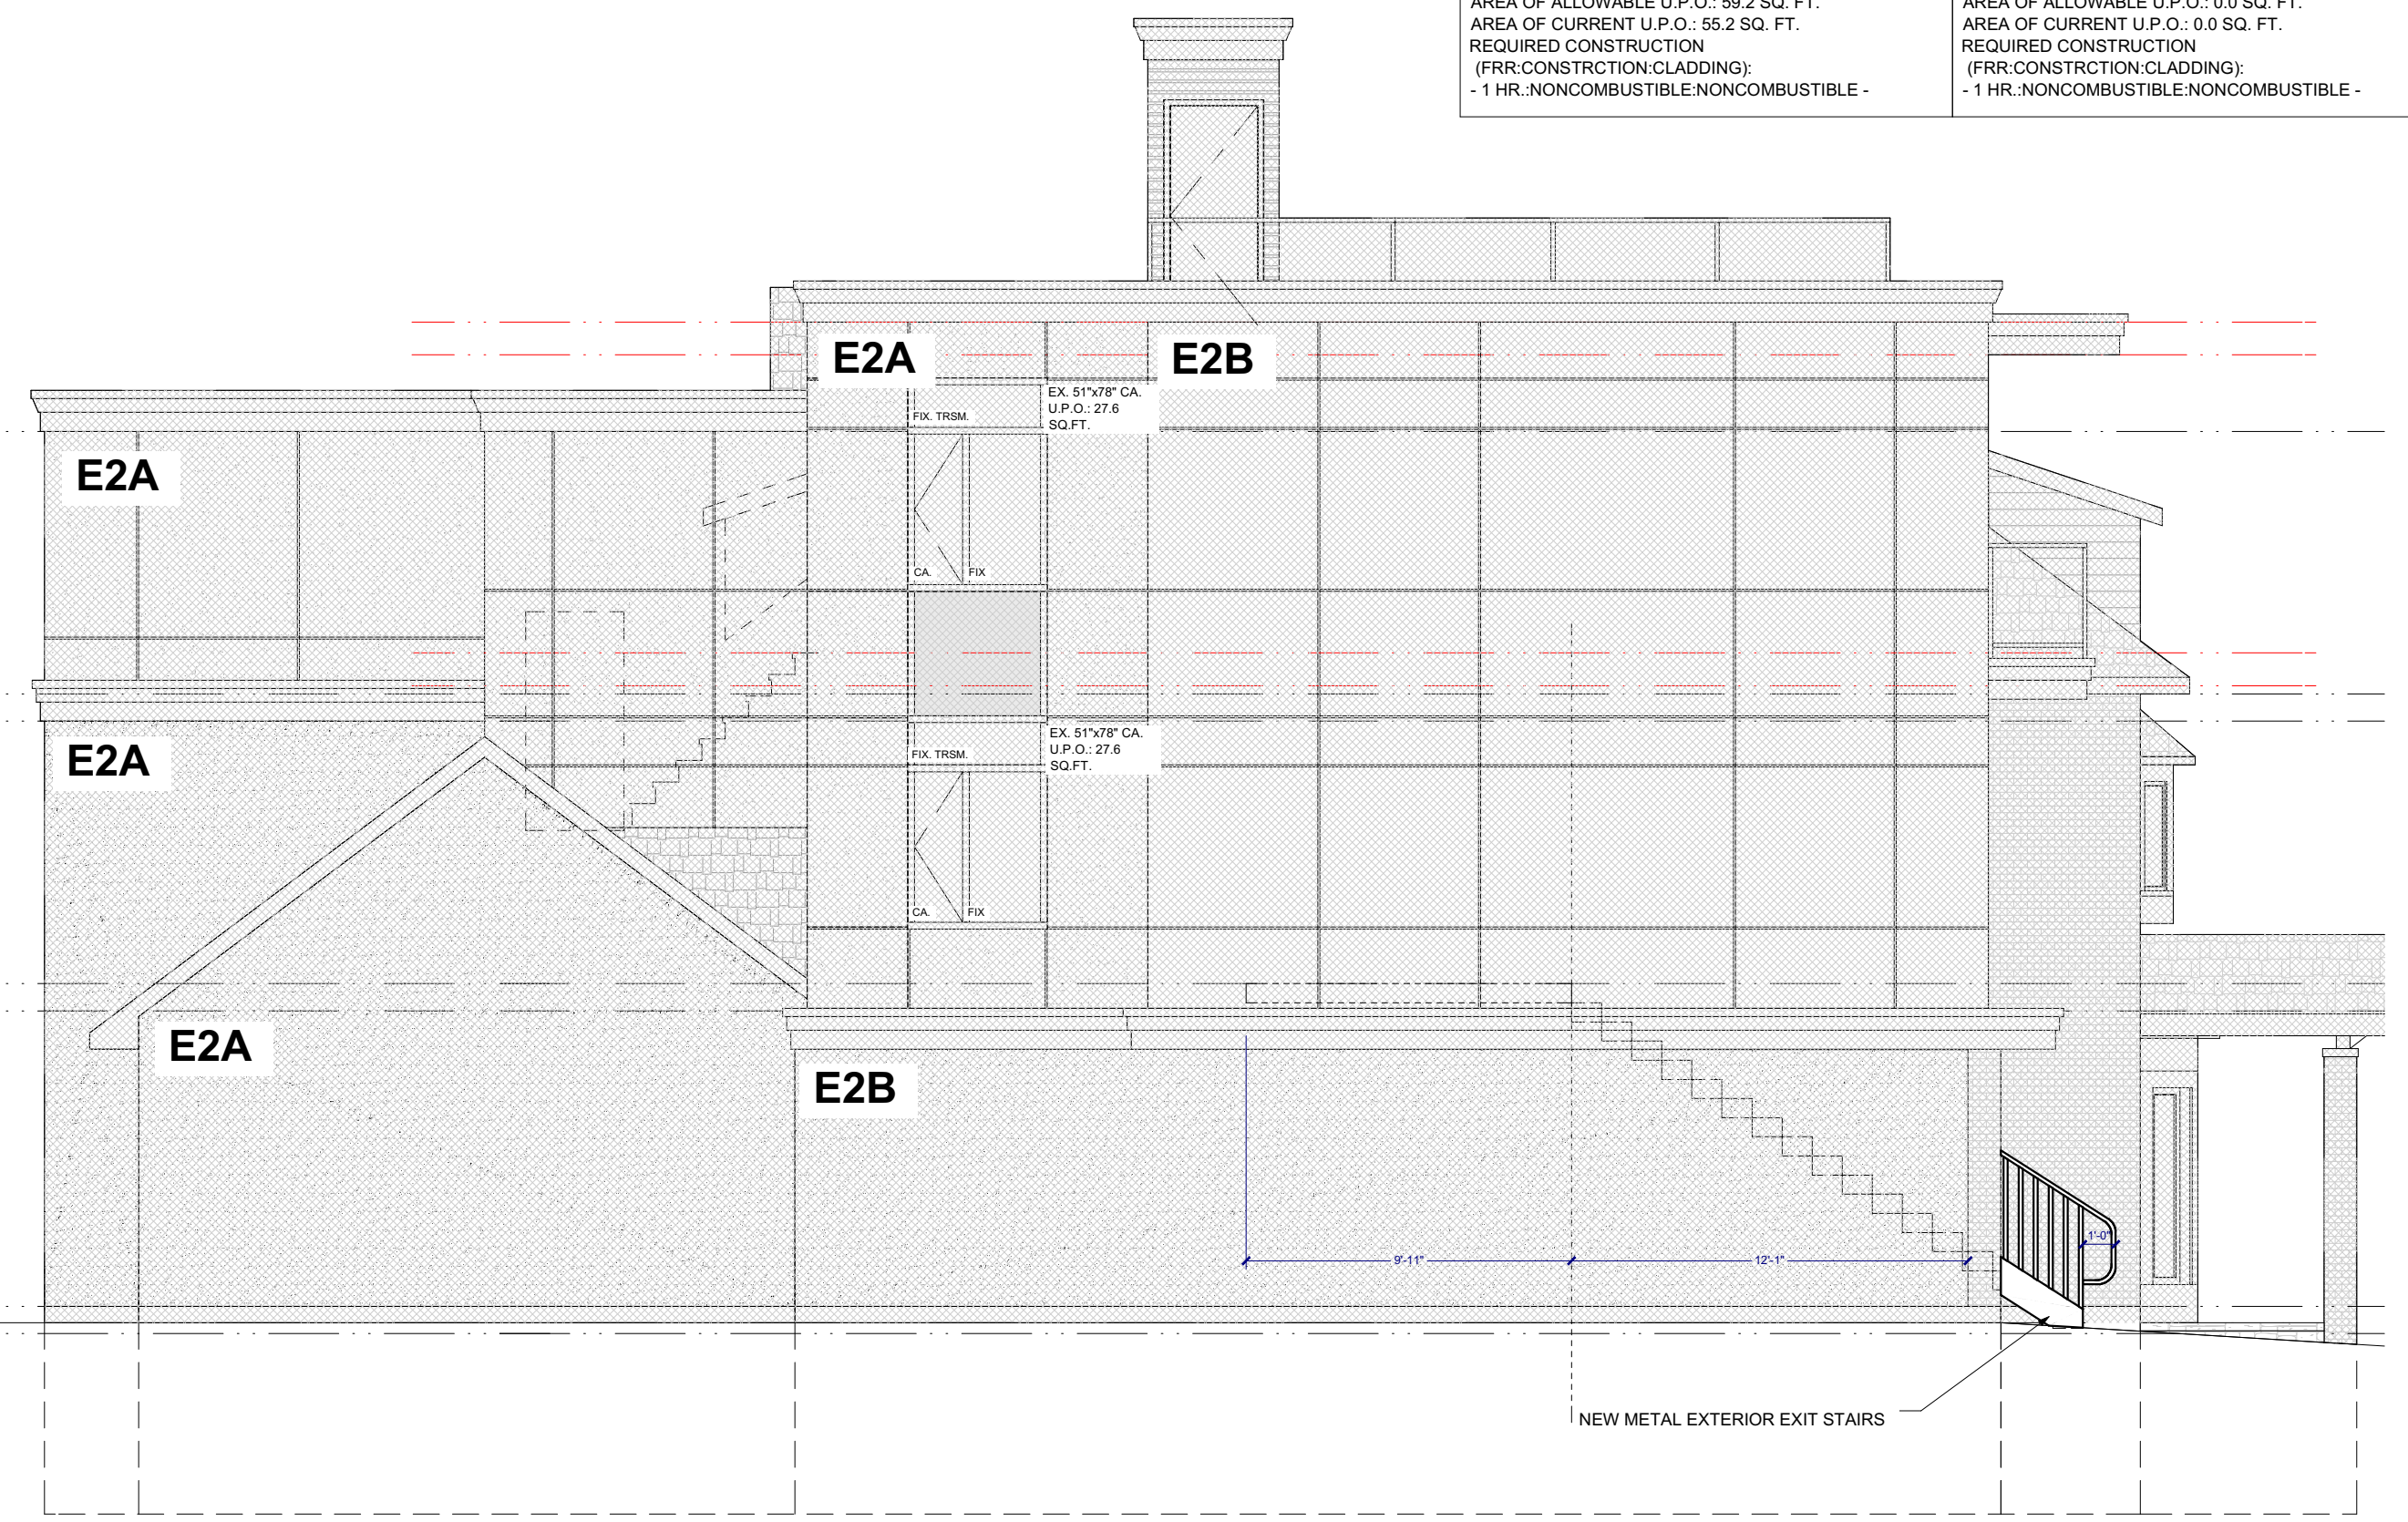 AREA OF ALLOWABLE U.P.O.: 59.2 SQ. FT.
AREA OF CURRENT U.P.O.: 55.2 SQ. FT.
REQUIRED CONSTRUCTION
(FRR:CONSTRCTION:CLADDING):
- 1 HR.:NONCOMBUSTIBLE:NONCOMBUSTIBLE -
AREA OF ALLOWABLE U.P.O.: 0.0 SQ. FT.
AREA OF CURRENT U.P.O.: 0.0 SQ. FT.
REQUIRED CONSTRUCTION
(FRR:CONSTRCTION:CLADDING):
- 1 HR.:NONCOMBUSTIBLE:NONCOMBUSTIBLE -
E2A
E2B
EX. 51"x78" CA.
U.P.O.: 27.6
SQ.FT.
FIX. TRSM.
E2A
CA.
FIX
EX. 51"x78" CA.
U.P.O.: 27.6
SQ.FT.
FIX. TRSM.
E2A
CA.
FIX
E2A
E2B
1'-0"
9'-11"
12'-1"
NEW METAL EXTERIOR EXIT STAIRS